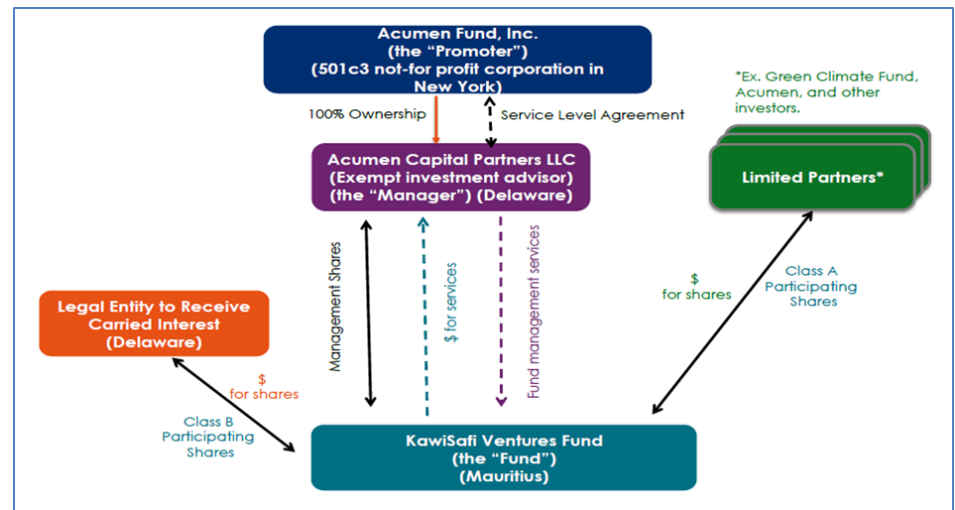 Acumen Fund, Inc.
(the “Promoter”)
(501c3 not-for profit corporation in
New York)
*Ex. Green Climate Fund,
Acumen, and other
investors.
100% Ownership
Service Level Agreement
Acumen Capital Partners LLC
(Exempt investment advisor)
(the “Manager”) (Delaware)
Limited Partners*
Management Shares
$ for services
Fund management services
$
for shares
Class A
Participating
Shares
Legal Entity to Receive
Carried Interest
(Delaware)
$
for shares
Class B
Participating
Shares
KawiSafi Ventures Fund
(the “Fund”)
(Mauritius)